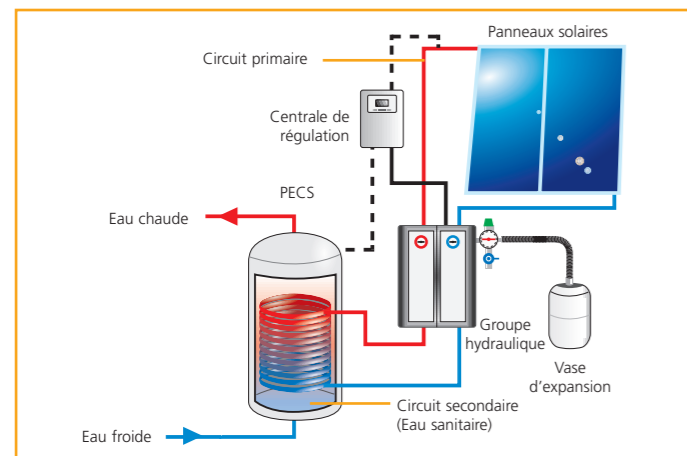 Panneaux solaires
Circuit primaire
Centrale de
régulation
PECS
Eau chaude
Groupe
hydraulique
Vase
d'expansion
Circuit secondaire
(Eau sanitaire)
Eau froide